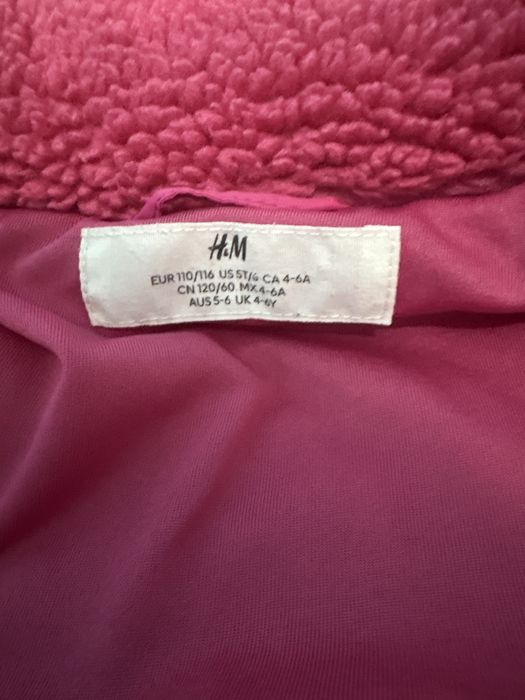 H&M
EUR 110/116 US 5T/6 CA 4-6A
CN 120/60 MX 4-6A
AUS 5-6 UK 4-6Y